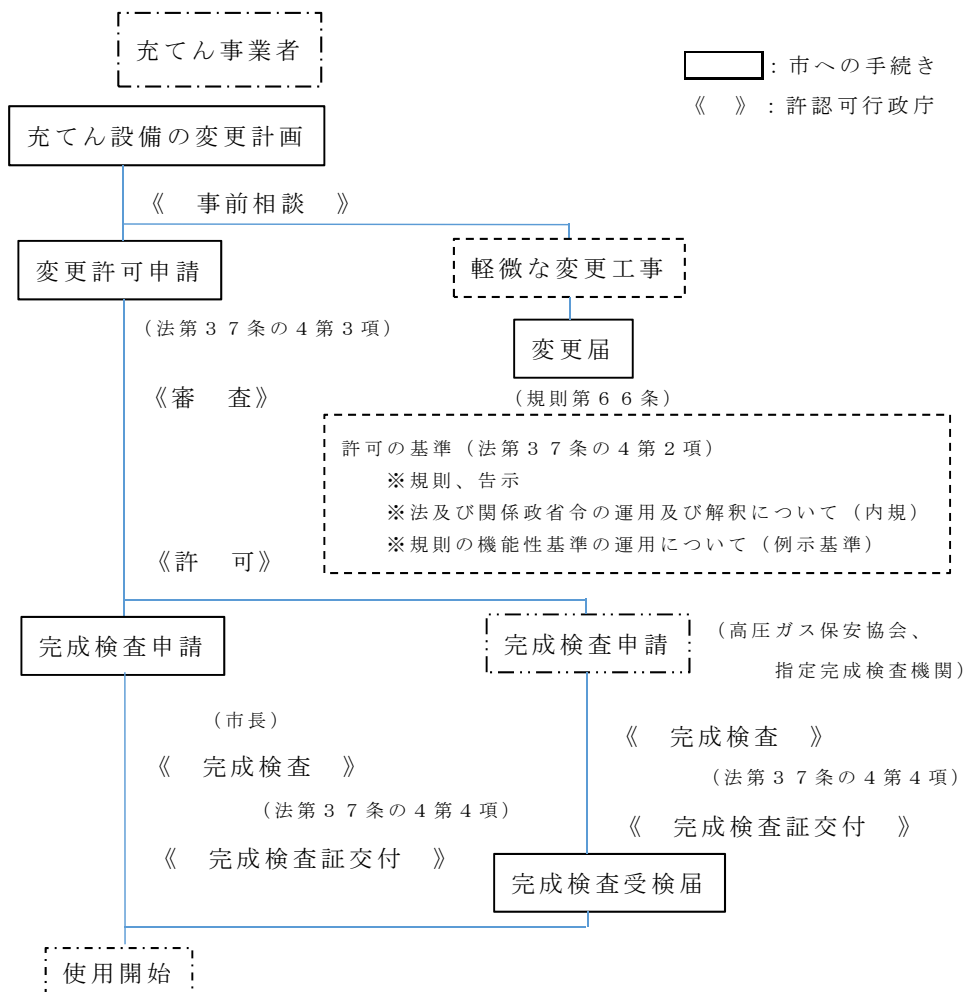 充てん事業者
：市への手続き
《　》：許認可行政庁
充てん設備の変更計画
《　事前相談　》
変更許可申請
軽微な変更工事
（法第３７条の４第３項）
変更届
《審　査》
（規則第６６条）
許可の基準（法第３７条の４第２項）
※規則、告示
※法及び関係政省令の運用及び解釈について（内規）
※規則の機能性基準の運用について（例示基準）
《許　可》
完成検査申請
完成検査申請
（高圧ガス保安協会、
指定完成検査機関）
（市長）
《　完成検査　》
（法第３７条の４第４項）
《　完成検査証交付　》
《　完成検査　》
（法第３７条の４第４項）
《　完成検査証交付　》
完成検査受検届
使用開始